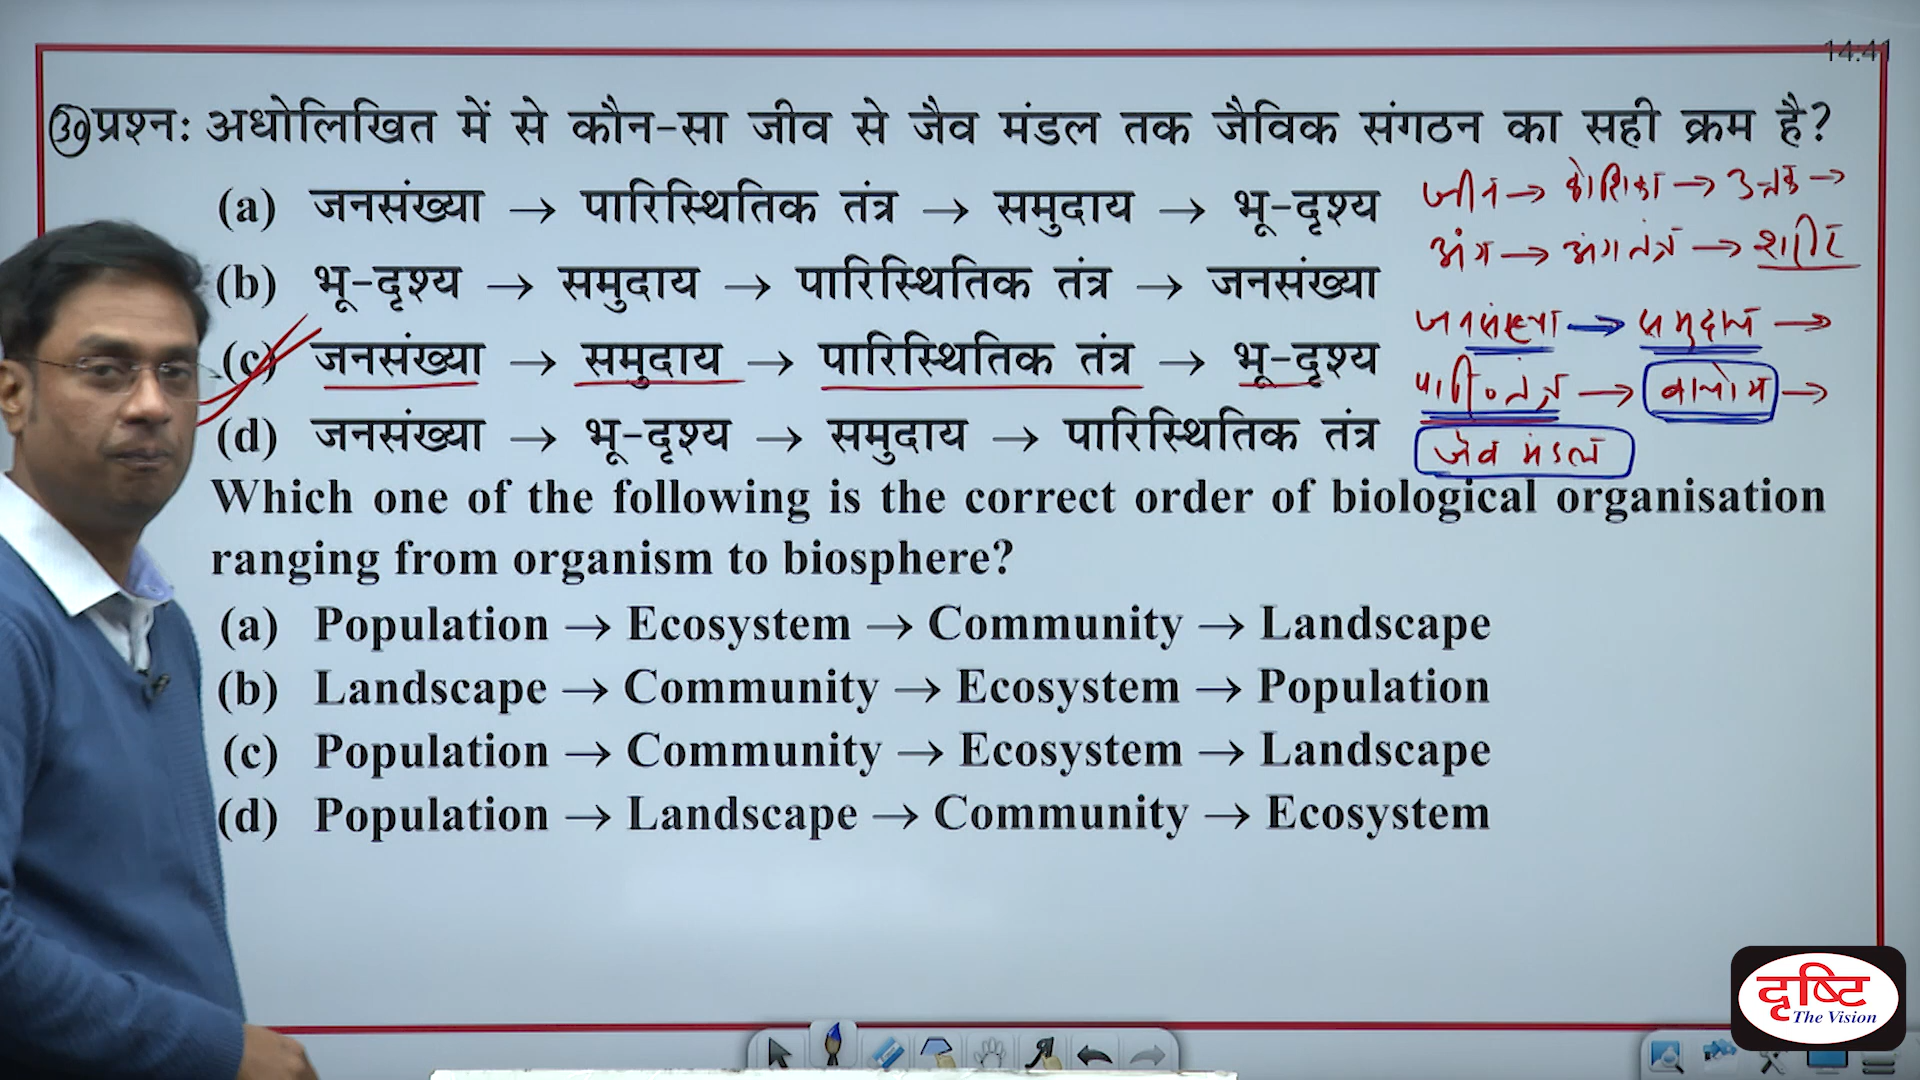 14:41
30 प्रश्न: अधोलिखित में से कौन-सा जीव से जैव मंडल तक जैविक संगठन का सही क्रम है?
(a) जनसंख्या → पारिस्थितिक तंत्र → समुदाय → भू-दृश्य
(b) भू-दृश्य → समुदाय → पारिस्थितिक तंत्र → जनसंख्या
(c) जनसंख्या → समुदाय → पारिस्थितिक तंत्र → भू-दृश्य
(d) जनसंख्या → भू-दृश्य → समुदाय → पारिस्थितिक तंत्र
→ कोशिका → ऊतक →
अंग → अंग तंत्र → शरीर
जनसंख्या → समुदाय →
→ बायोम →
जैव मंडल
Which one of the following is the correct order of biological organisation
ranging from organism to biosphere?
(a) Population → Ecosystem → Community → Landscape
(b) Landscape → Community → Ecosystem → Population
(c) Population → Community → Ecosystem → Landscape
(d) Population → Landscape → Community → Ecosystem
दृष्टि
The Vision